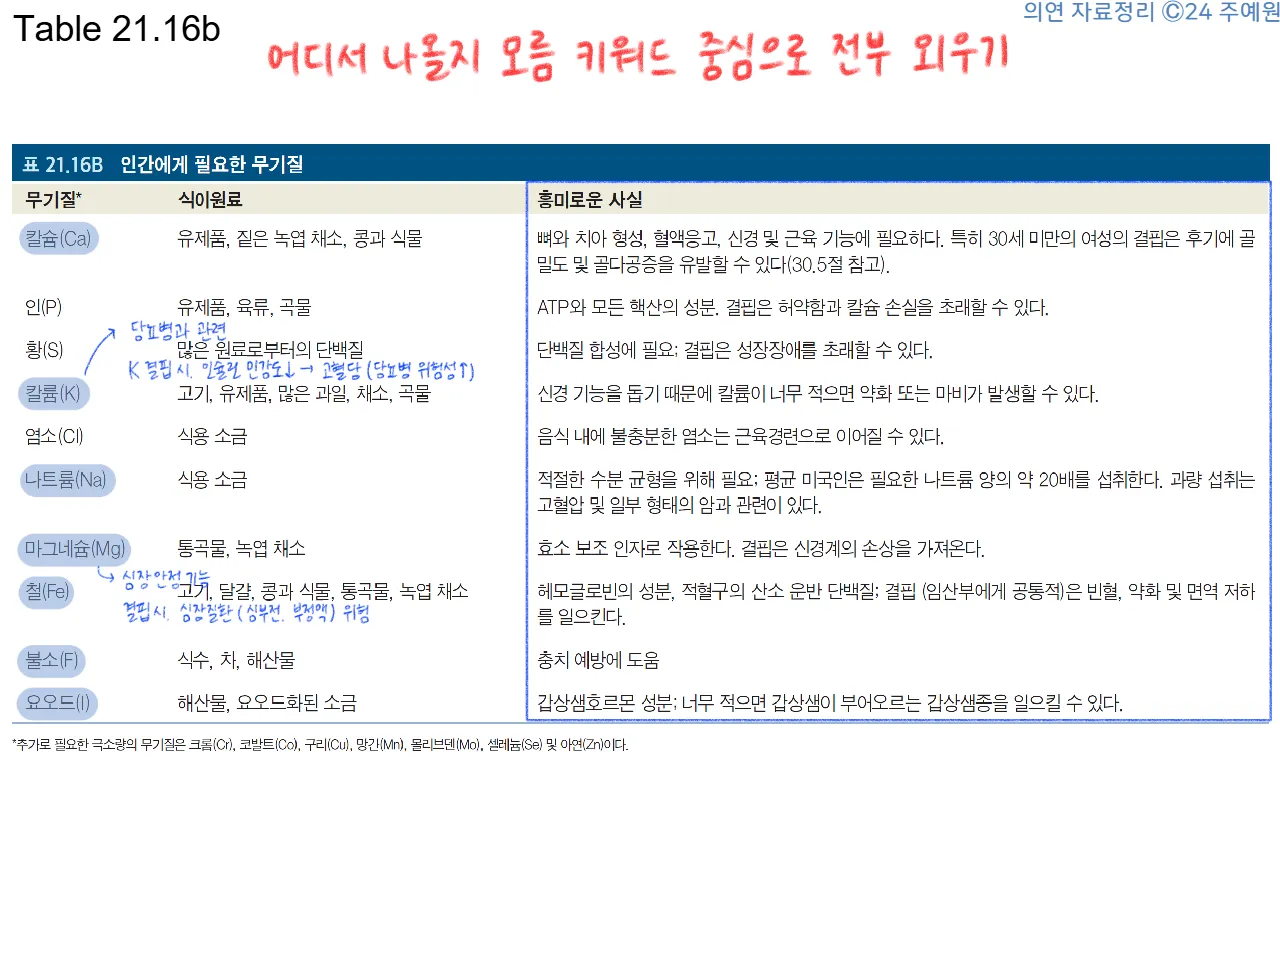 의연 자료정리 ©24 주예원
Table 21.16b
어디서 나올지 모름 키워드 중심으로 전부 외우기
표 21.16B 인간에게 필요한 무기질
무기질* 식이원료 흥미로운 사실
칼슘(Ca) 유제품, 짙은 녹엽 채소, 콩과 식물 뼈와 치아 형성, 혈액응고, 신경 및 근육 기능에 필요하다. 특히 30세 미만의 여성의 결핍은 후기에 골
밀도 및 골다공증을 유발할 수 있다(30.5절 참고).
인(P) 유제품, 육류, 곡물 ATP와 모든 핵산의 성분. 결핍은 허약함과 칼슘 손실을 초래할 수 있다.
당뇨병과 관련
황(S) 많은 원료로부터의 단백질 단백질 합성에 필요; 결핍은 성장장애를 초래할 수 있다.
K 결핍 시, 인슐린 민감도↓ → 고혈당 (당뇨병 위험성↑)
칼륨(K) 고기, 유제품, 많은 과일, 채소, 곡물 신경 기능을 돕기 때문에 칼륨이 너무 적으면 약화 또는 마비가 발생할 수 있다.
염소(Cl) 식용 소금 음식 내에 불충분한 염소는 근육경련으로 이어질 수 있다.
나트륨(Na) 식용 소금 적절한 수분 균형을 위해 필요; 평균 미국인은 필요한 나트륨 양의 약 20배를 섭취한다. 과량 섭취는
고혈압 및 일부 형태의 암과 관련이 있다.
마그네슘(Mg) 통곡물, 녹엽 채소 효소 보조 인자로 작용한다. 결핍은 신경계의 손상을 가져온다.
심장 안정 기능
철(Fe) 고기, 달걀, 콩과 식물, 통곡물, 녹엽 채소 헤모글로빈의 성분, 적혈구의 산소 운반 단백질; 결핍 (임산부에게 공통적)은 빈혈, 약화 및 면역 저하
를 일으킨다.
결핍 시, 심장질환 (심부전, 부정맥) 위험
불소(F) 식수, 차, 해산물 충치 예방에 도움
요오드(I) 해산물, 요오드화된 소금 갑상샘호르몬 성분; 너무 적으면 갑상샘이 부어오르는 갑상샘종을 일으킬 수 있다.
*추가로 필요한 극소량의 무기질은 크롬(Cr), 코발트(Co), 구리(Cu), 망간(Mn), 몰리브덴(Mo), 셀레늄(Se) 및 아연(Zn)이다.